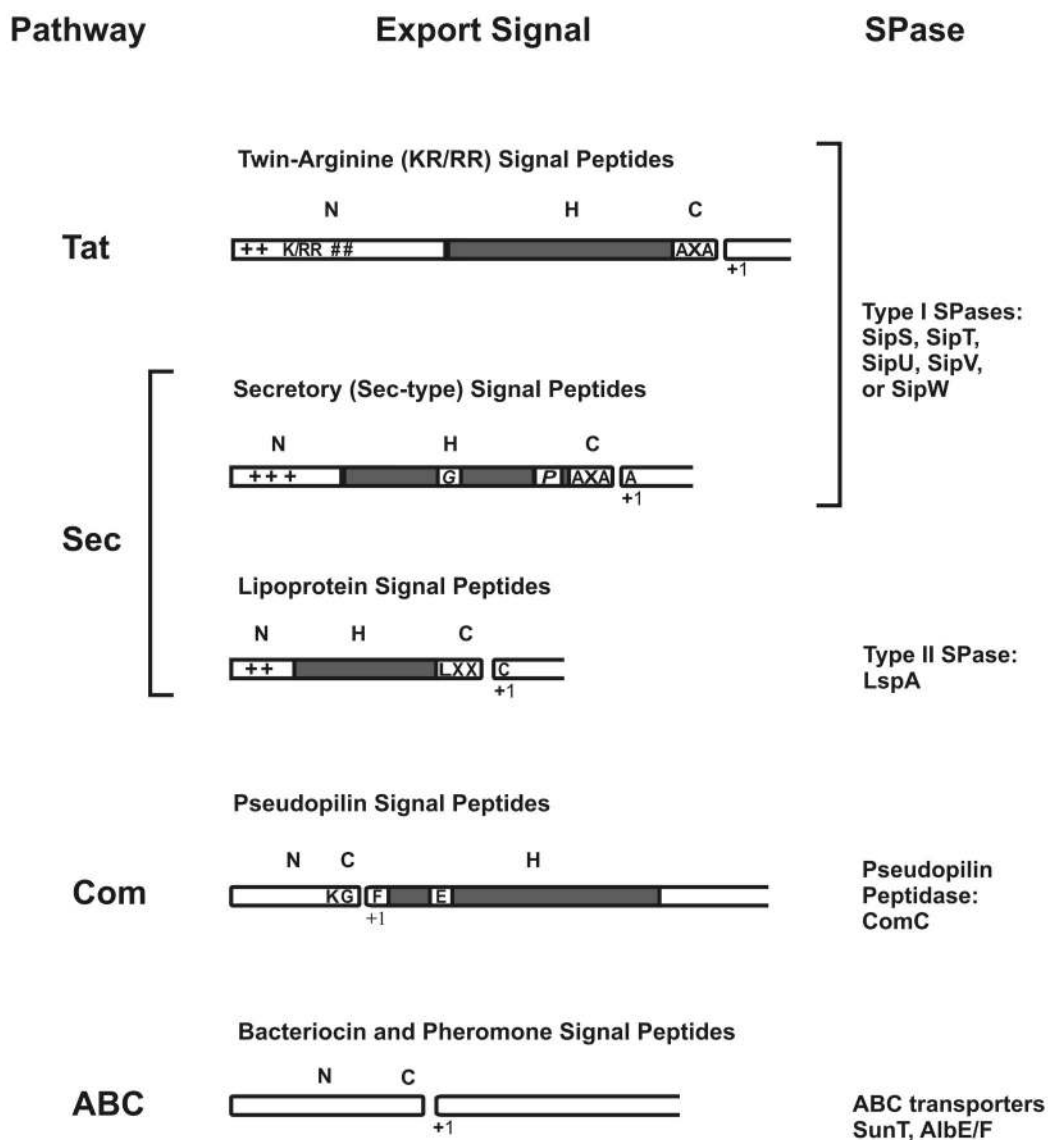 Pathway Export Signal SPase
Twin-Arginine (KR/RR) Signal Peptides
N H C
Tat
++ K/RR ## AXA
+1
Type I SPases:
SipS, SipT,
SipU, SipV,
or SipW
Secretory (Sec-type) Signal Peptides
N H C
+++ G P AXA A
+1
Sec
Lipoprotein Signal Peptides
N H C
++ LXX C
+1
Type II SPase:
LspA
Pseudopilin Signal Peptides
N C H
Com
KG F E
+1
Pseudopilin
Peptidase:
ComC
Bacteriocin and Pheromone Signal Peptides
N C
ABC
+1
ABC transporters
SunT, AlbE/F